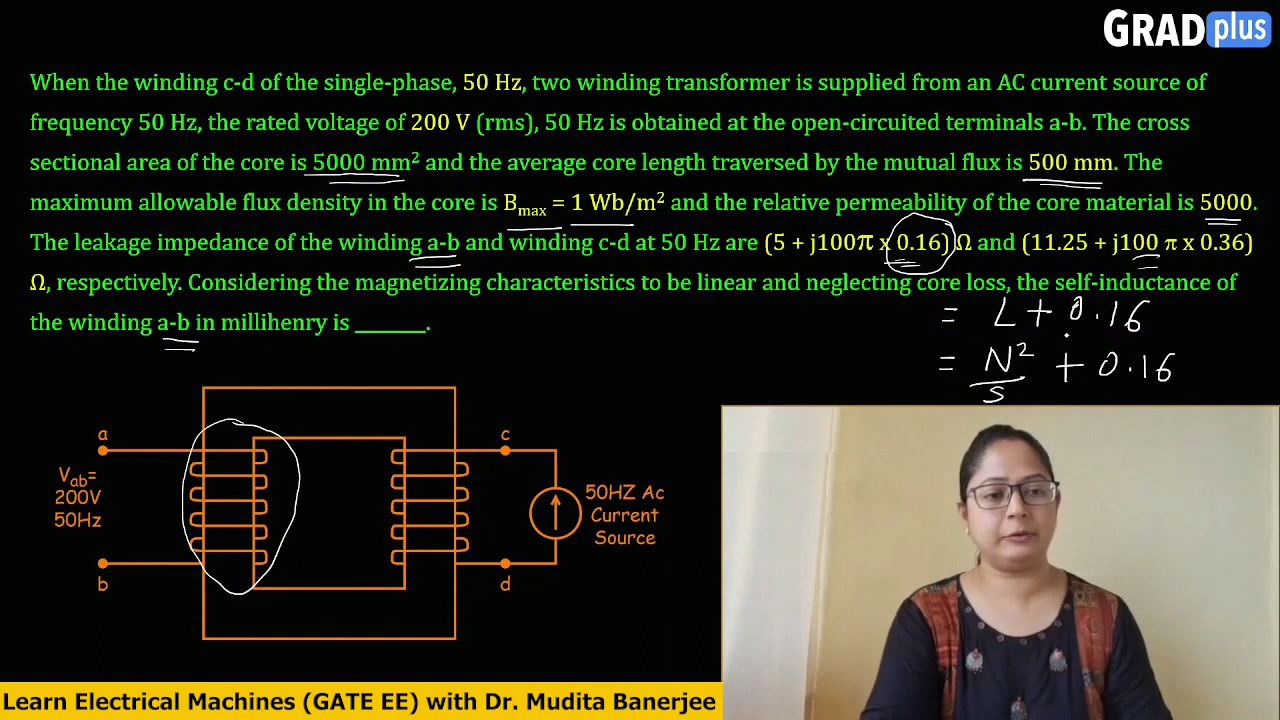 GRADplus
When the winding c-d of the single-phase, 50 Hz, two winding transformer is supplied from an AC current source of
frequency 50 Hz, the rated voltage of 200 V (rms), 50 Hz is obtained at the open-circuited terminals a-b. The cross
sectional area of the core is 5000 mm² and the average core length traversed by the mutual flux is 500 mm. The
maximum allowable flux density in the core is Bmax = 1 Wb/m² and the relative permeability of the core material is 5000.
The leakage impedance of the winding a-b and winding c-d at 50 Hz are (5 + j100π x 0.16) Ω and (11.25 + j100 π x 0.36)
Ω, respectively. Considering the magnetizing characteristics to be linear and neglecting core loss, the self-inductance of
the winding a-b in millihenry is _______.
= L + 0.16
= N²/S + 0.16
a
c
Vab=
200V
50Hz
50HZ Ac
Current
Source
b
d
Learn Electrical Machines (GATE EE) with Dr. Mudita Banerjee